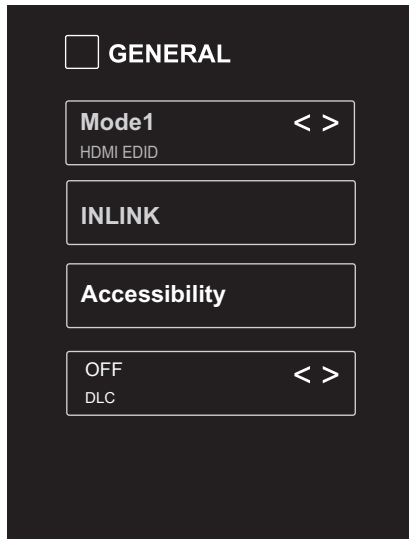 GENERAL
Mode1 < >
HDMI EDID
INLINK
Accessibility
OFF < >
DLC